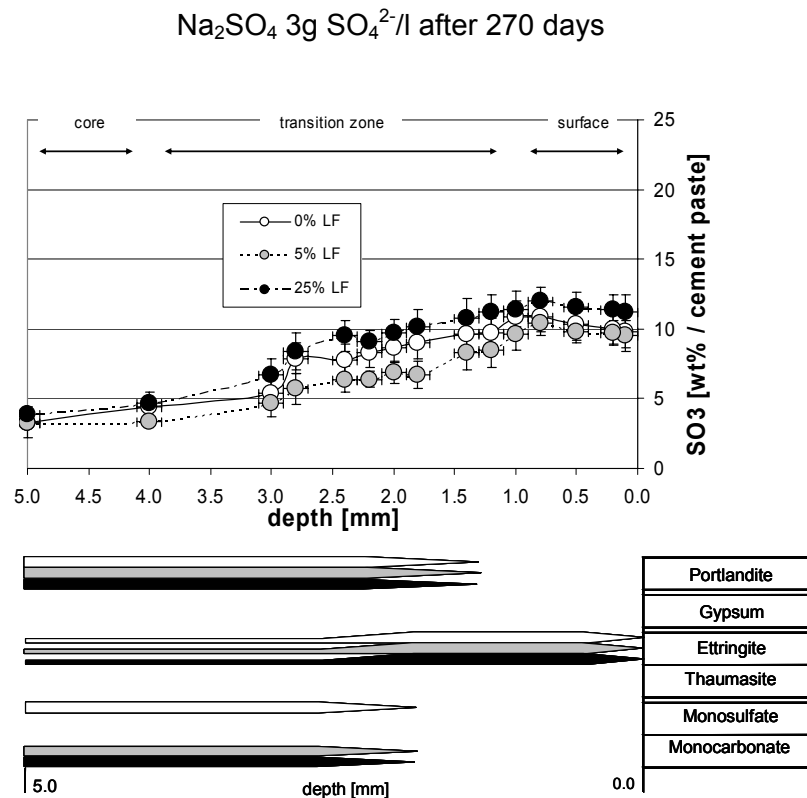 Na₂SO₄ 3g SO₄²⁻/l after 270 days
core transition zone surface
25
20
15
10
5
0
SO3 [wt% / cement paste]
0% LF
5% LF
25% LF
5.0 4.5 4.0 3.5 3.0 2.5 2.0 1.5 1.0 0.5 0.0
depth [mm]
Portlandite
Gypsum
Ettringite
Thaumasite
Monosulfate
Monocarbonate
5.0 depth [mm] 0.0